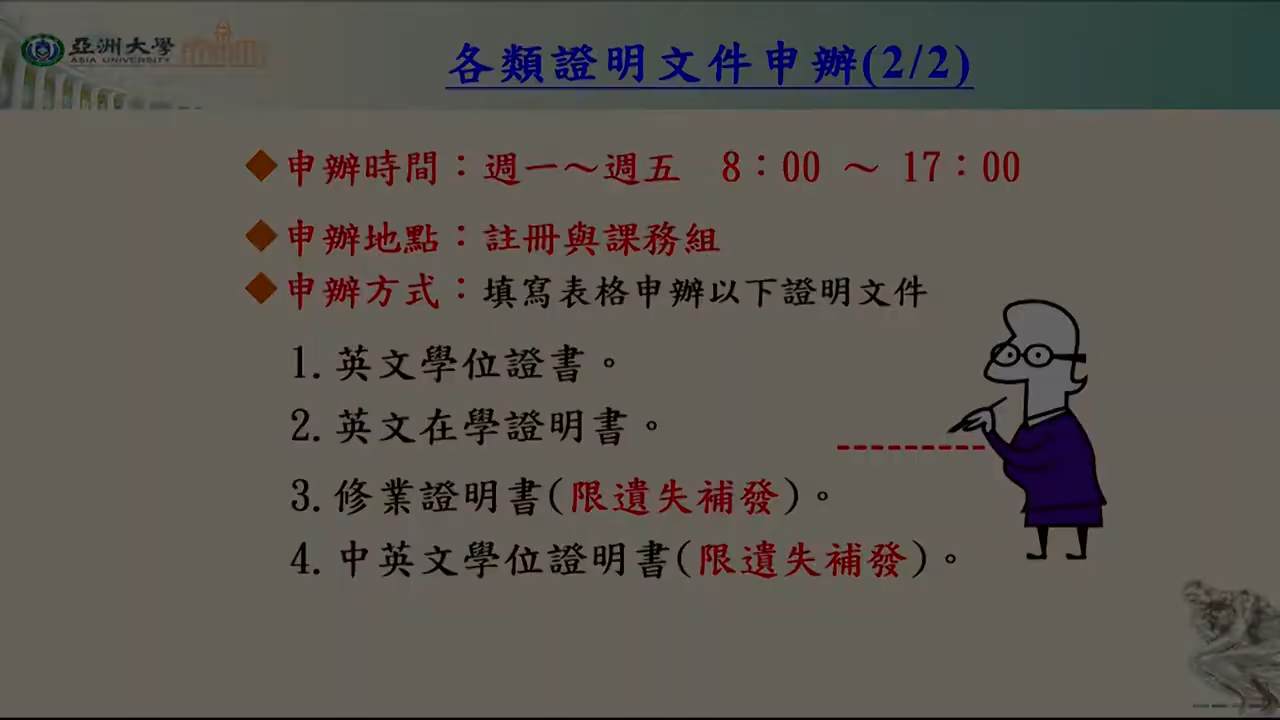 亞洲大學
ASIA UNIVERSITY
各類證明文件申辦(2/2)
◆申辦時間：週一～週五 8：00 ～ 17：00
◆申辦地點：註冊與課務組
◆申辦方式：填寫表格申辦以下證明文件
1.英文學位證書。
2.英文在學證明書。
3.修業證明書(限遺失補發)。
4.中英文學位證明書(限遺失補發)。